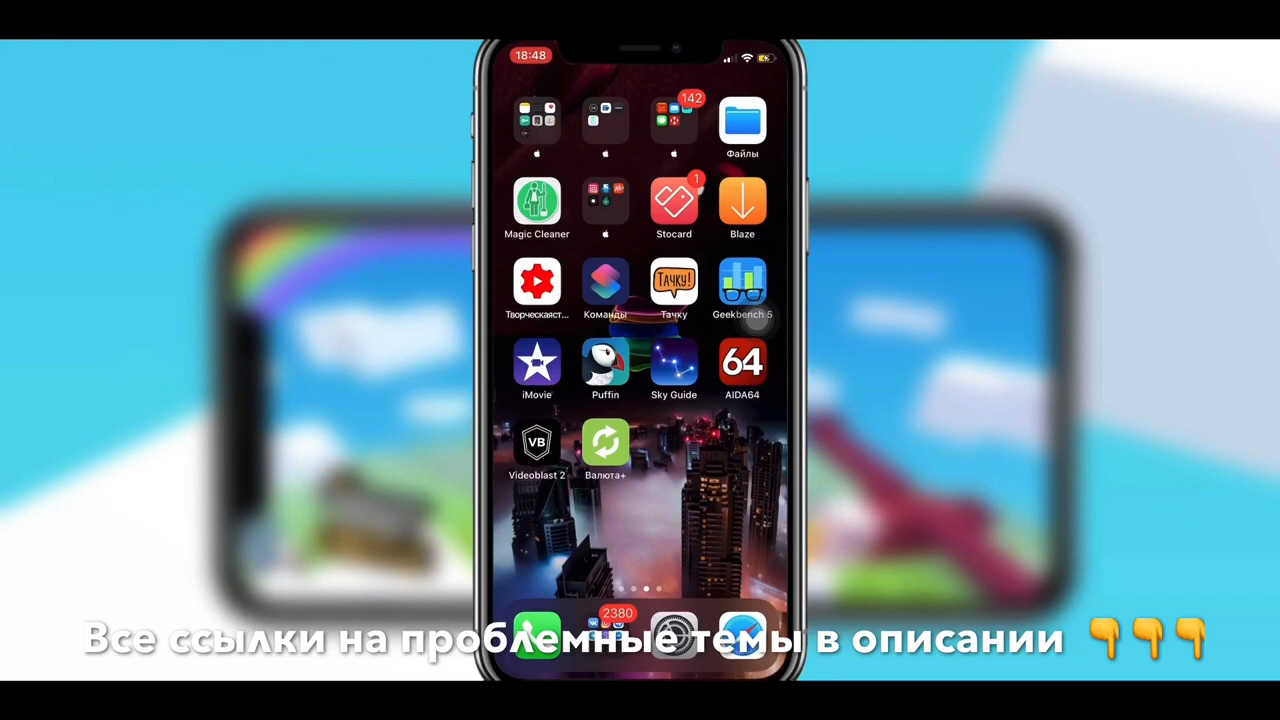 18:48
142
Файлы
1
Magic Cleaner
Stocard
Blaze
ТАЧКУ!
Творческаяст...
Команды
Тачку
Geekbench 5
64
iMovie
Puffin
Sky Guide
AIDA64
VB
Videoblast 2
Валюта+
2380
Все ссылки на проблемные темы в описании 👇👇👇